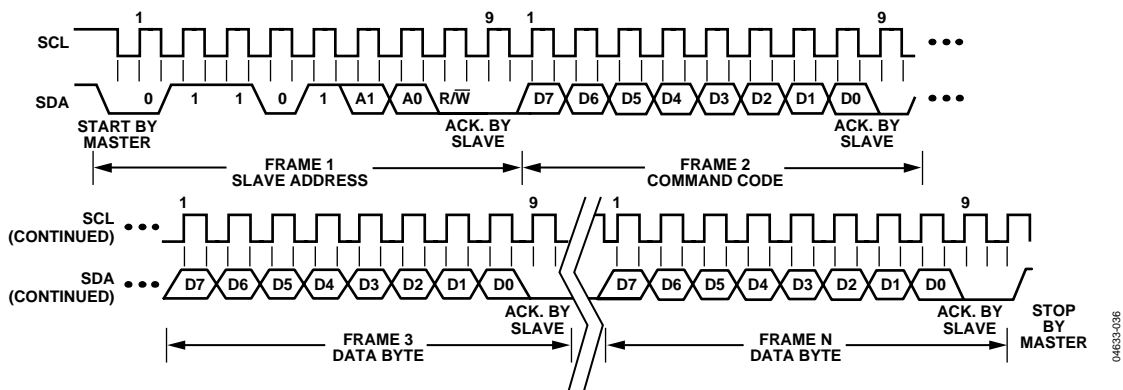 1 9 1 9
SCL •••
SDA 0 1 1 0 1 A1 A0 R/W̅ D7 D6 D5 D4 D3 D2 D1 D0 •••
START BY MASTER
ACK. BY SLAVE
ACK. BY SLAVE
FRAME 1
SLAVE ADDRESS
FRAME 2
COMMAND CODE
1 9 1 9
SCL
(CONTINUED) •••
SDA
(CONTINUED) ••• D7 D6 D5 D4 D3 D2 D1 D0 D7 D6 D5 D4 D3 D2 D1 D0
ACK. BY
SLAVE
ACK. BY
SLAVE
STOP
BY
MASTER
FRAME 3
DATA BYTE
FRAME N
DATA BYTE
04633-036